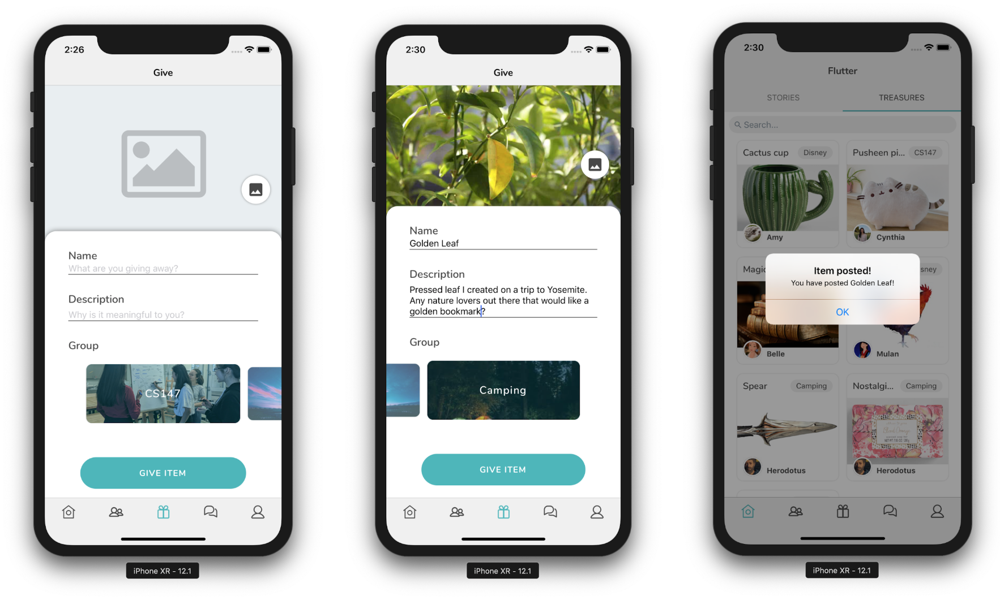 2:26
Give
Name
What are you giving away?
Description
Why is it meaningful to you?
Group
CS147
GIVE ITEM
iPhone XR - 12.1
2:30
Give
Name
Golden Leaf
Description
Pressed leaf I created on a trip to Yosemite.
Any nature lovers out there that would like a
golden bookmark?
Group
Camping
GIVE ITEM
iPhone XR - 12.1
2:30
Flutter
STORIES TREASURES
Search...
Cactus cup Disney Pusheen pi... CS147
Amy Cynthia
Magic sney
Item posted!
You have posted Golden Leaf!
OK
Belle Mulan
Spear Camping Nostalgi... Camping
Herodotus Herodotus
iPhone XR - 12.1